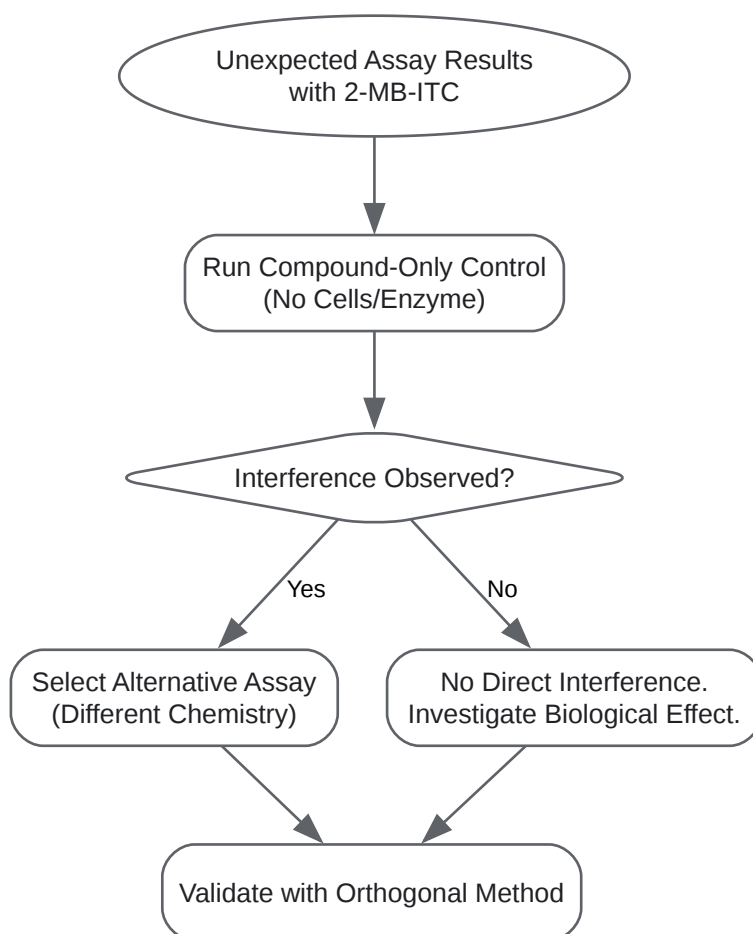 Unexpected Assay Results
with 2-MB-ITC
Run Compound-Only Control
(No Cells/Enzyme)
Interference Observed?
Yes
No
Select Alternative Assay
(Different Chemistry)
No Direct Interference.
Investigate Biological Effect.
Validate with Orthogonal Method